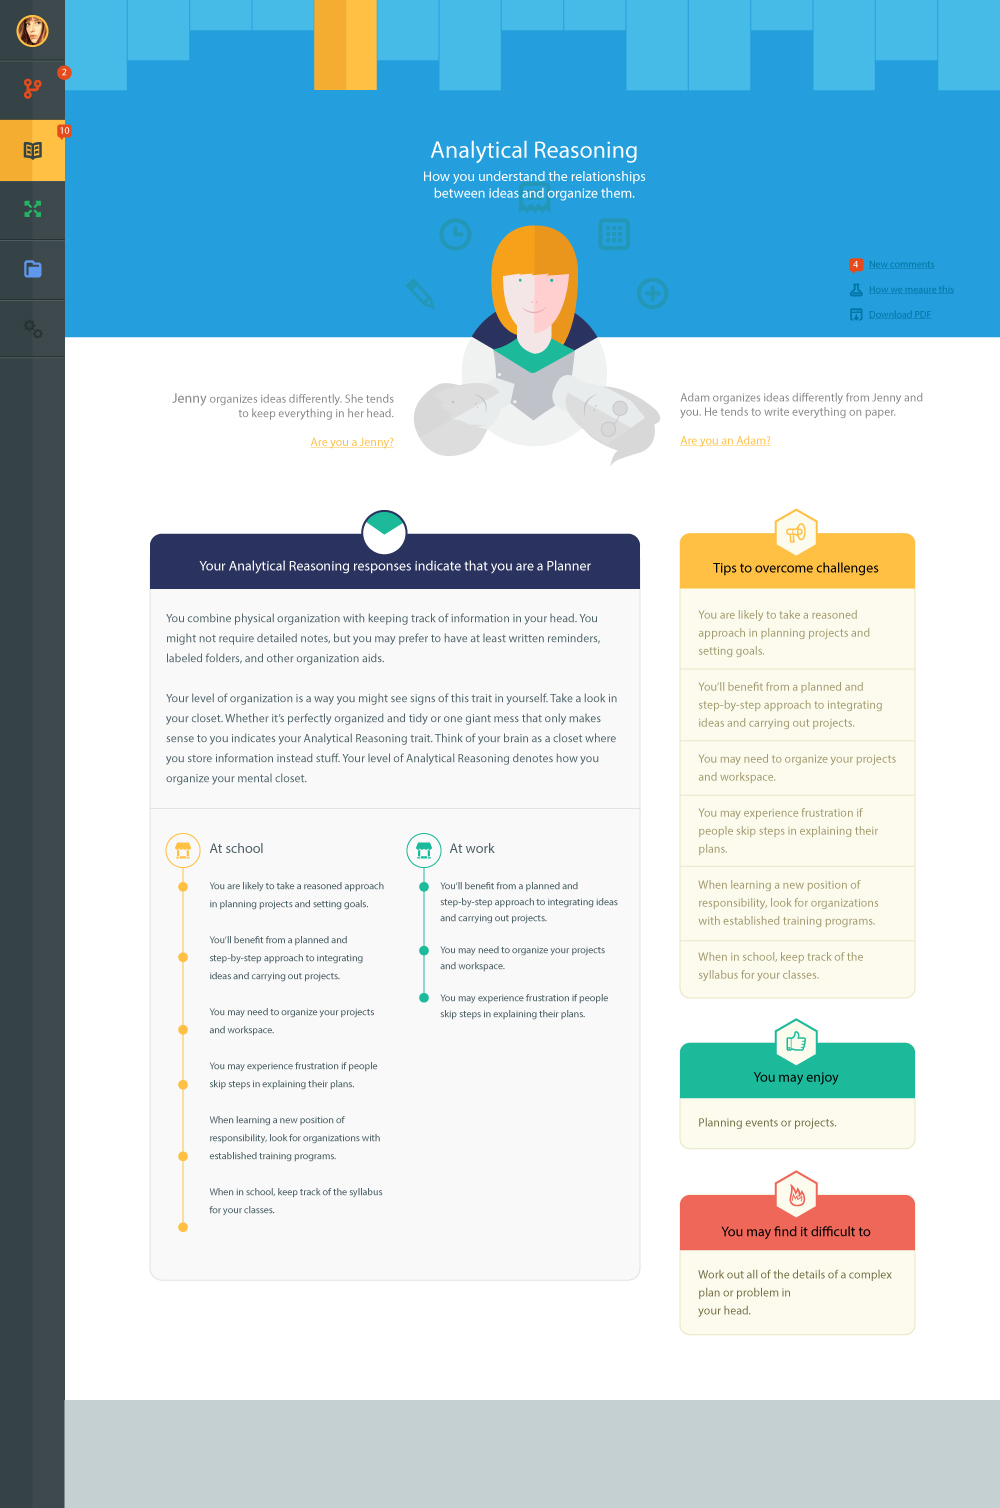 2
10
Analytical Reasoning
How you understand the relationships
between ideas and organize them.
4 New comments
How we meaure this
Download PDF
Jenny organizes ideas differently. She tends
to keep everything in her head.
Are you a Jenny?
Adam organizes ideas differently from Jenny and
you. He tends to write everything on paper.
Are you an Adam?
Your Analytical Reasoning responses indicate that you are a Planner
You combine physical organization with keeping track of information in your head. You
might not require detailed notes, but you may prefer to have at least written reminders,
labeled folders, and other organization aids.
Your level of organization is a way you might see signs of this trait in yourself. Take a look in
your closet. Whether it's perfectly organized and tidy or one giant mess that only makes
sense to you indicates your Analytical Reasoning trait. Think of your brain as a closet where
you store information instead stuff. Your level of Analytical Reasoning denotes how you
organize your mental closet.
At school
You are likely to take a reasoned approach
in planning projects and setting goals.
You'll benefit from a planned and
step-by-step approach to integrating
ideas and carrying out projects.
You may need to organize your projects
and workspace.
You may experience frustration if people
skip steps in explaining their plans.
When learning a new position of
responsibility, look for organizations with
established training programs.
When in school, keep track of the syllabus
for your classes.
At work
You'll benefit from a planned and
step-by-step approach to integrating ideas
and carrying out projects.
You may need to organize your projects
and workspace.
You may experience frustration if people
skip steps in explaining their plans.
Tips to overcome challenges
You are likely to take a reasoned
approach in planning projects and
setting goals.
You'll benefit from a planned and
step-by-step approach to integrating
ideas and carrying out projects.
You may need to organize your projects
and workspace.
You may experience frustration if
people skip steps in explaining their
plans.
When learning a new position of
responsibility, look for organizations
with established training programs.
When in school, keep track of the
syllabus for your classes.
You may enjoy
Planning events or projects.
You may find it difficult to
Work out all of the details of a complex
plan or problem in
your head.